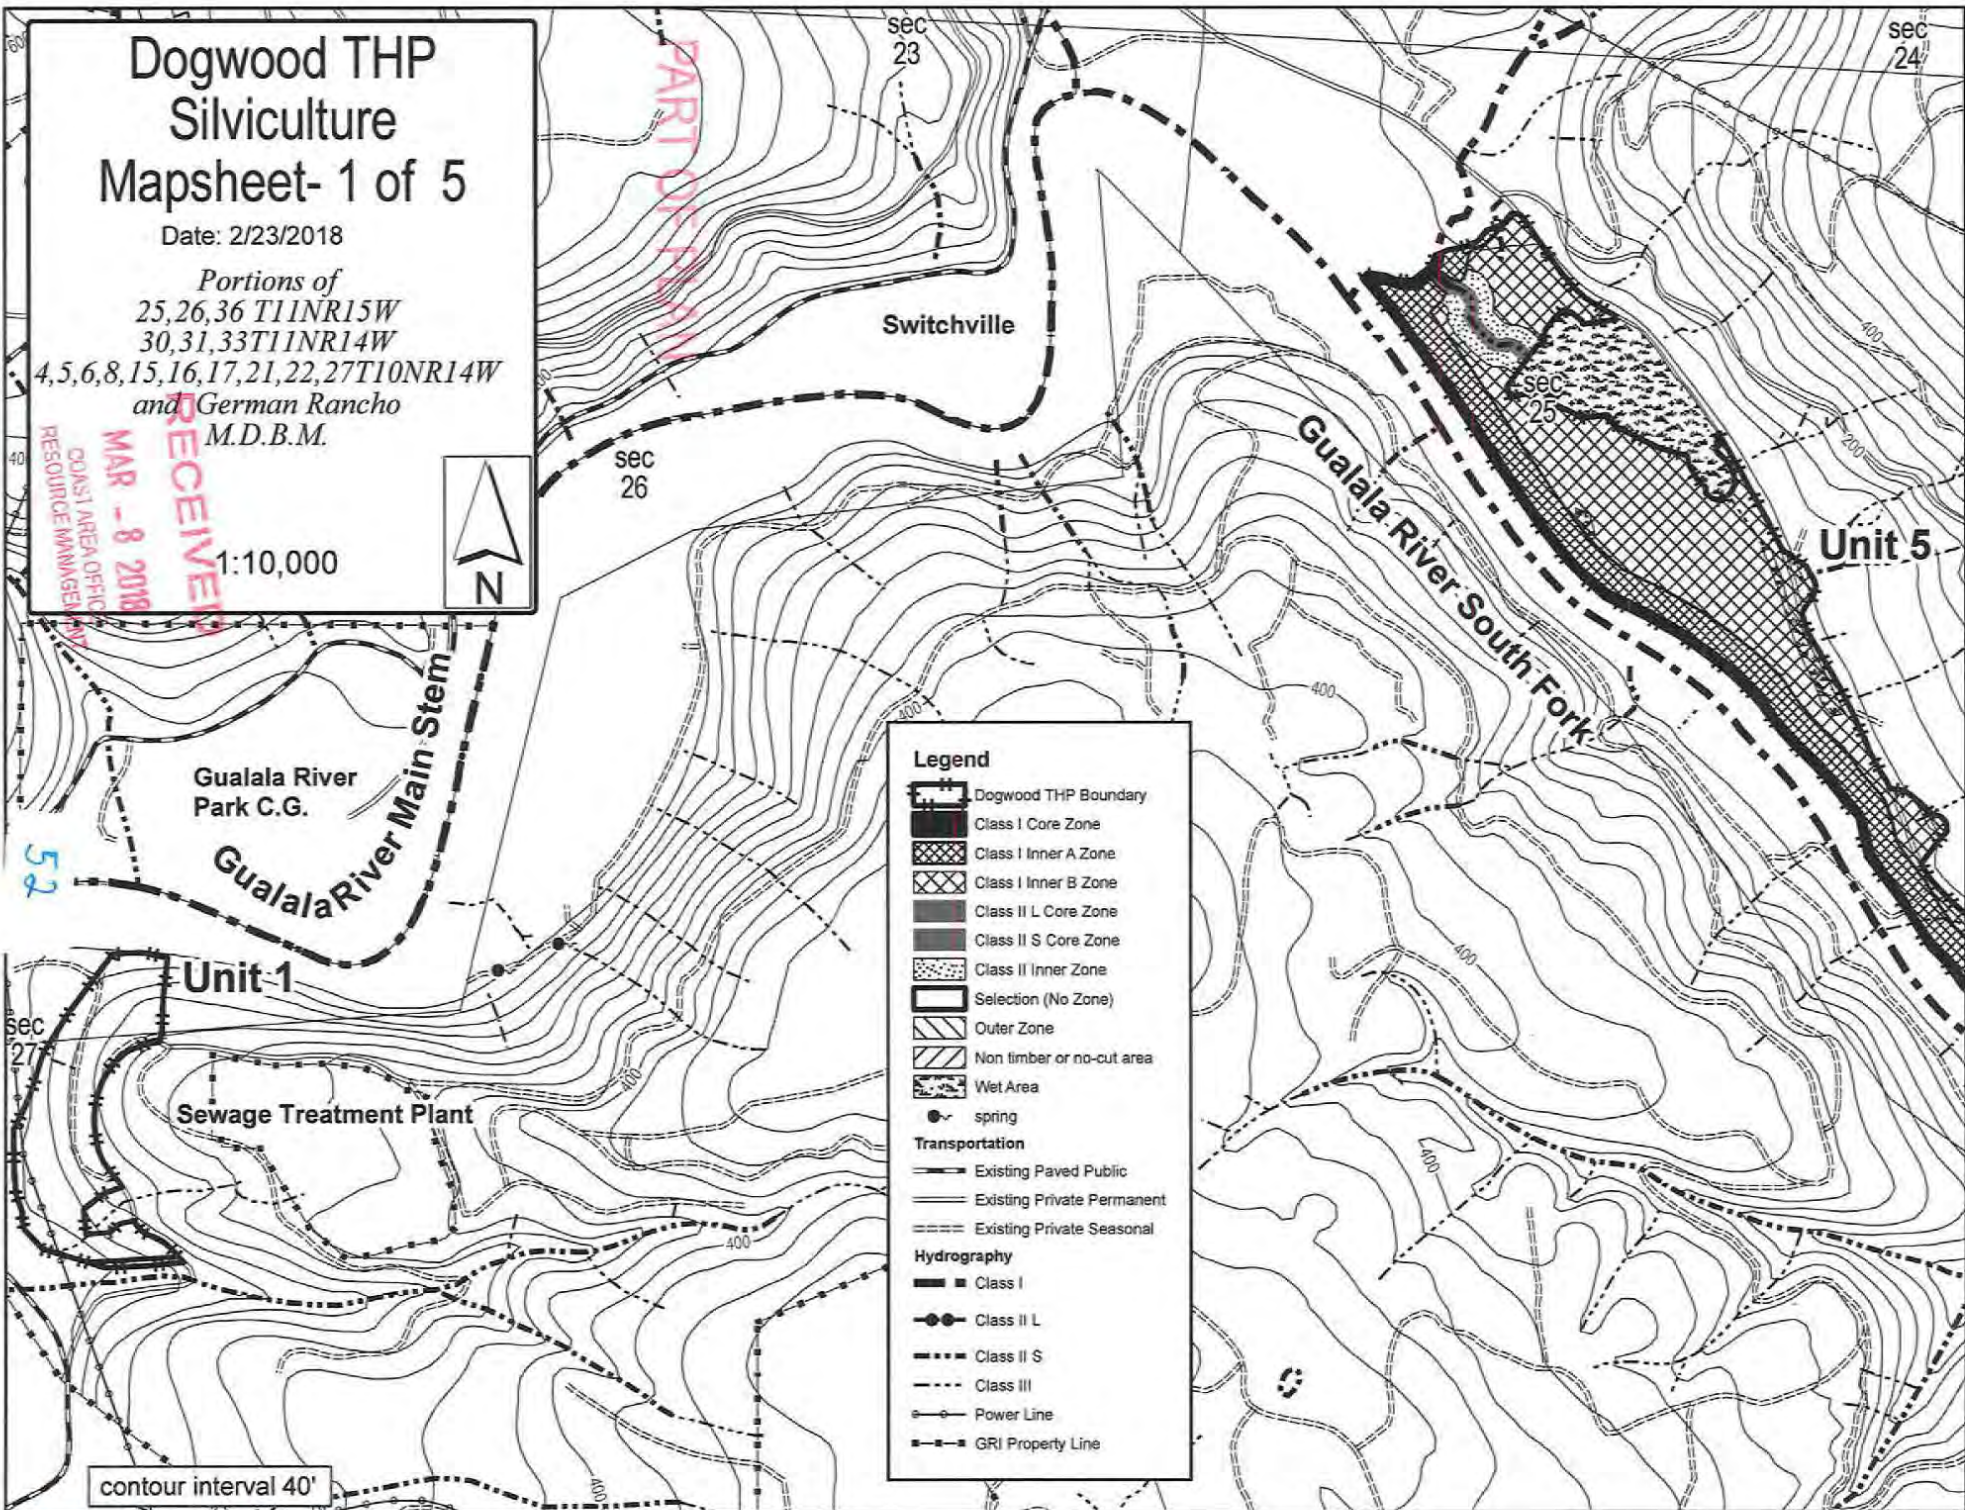 Dogwood THP
Silviculture
Mapsheet- 1 of 5
Date: 2/23/2018
Portions of
25,26,36 T11NR15W
30,31,33T11NR14W
4,5,6,8,15,16,17,21,22,27T10NR14W
and German Rancho
M.D.B.M.
1:10,000
N
RECEIVED
MAR - 8 2018
COAST AREA OFFICE
RESOURCE MANAGEMENT
PART OF PLAN
sec
23
sec
24
Switchville
sec
26
sec
25
Gualala River South Fork
Unit 5
400
200
400
400
Gualala River
Park C.G.
Gualala River Main Stem
52
Unit 1
sec
27
Sewage Treatment Plant
400
400
400
400
400
contour interval 40'
Legend
Dogwood THP Boundary
Class I Core Zone
Class I Inner A Zone
Class I Inner B Zone
Class II L Core Zone
Class II S Core Zone
Class II Inner Zone
Selection (No Zone)
Outer Zone
Non timber or no-cut area
Wet Area
spring
Transportation
Existing Paved Public
Existing Private Permanent
Existing Private Seasonal
Hydrography
Class I
Class II L
Class II S
Class III
Power Line
GRI Property Line